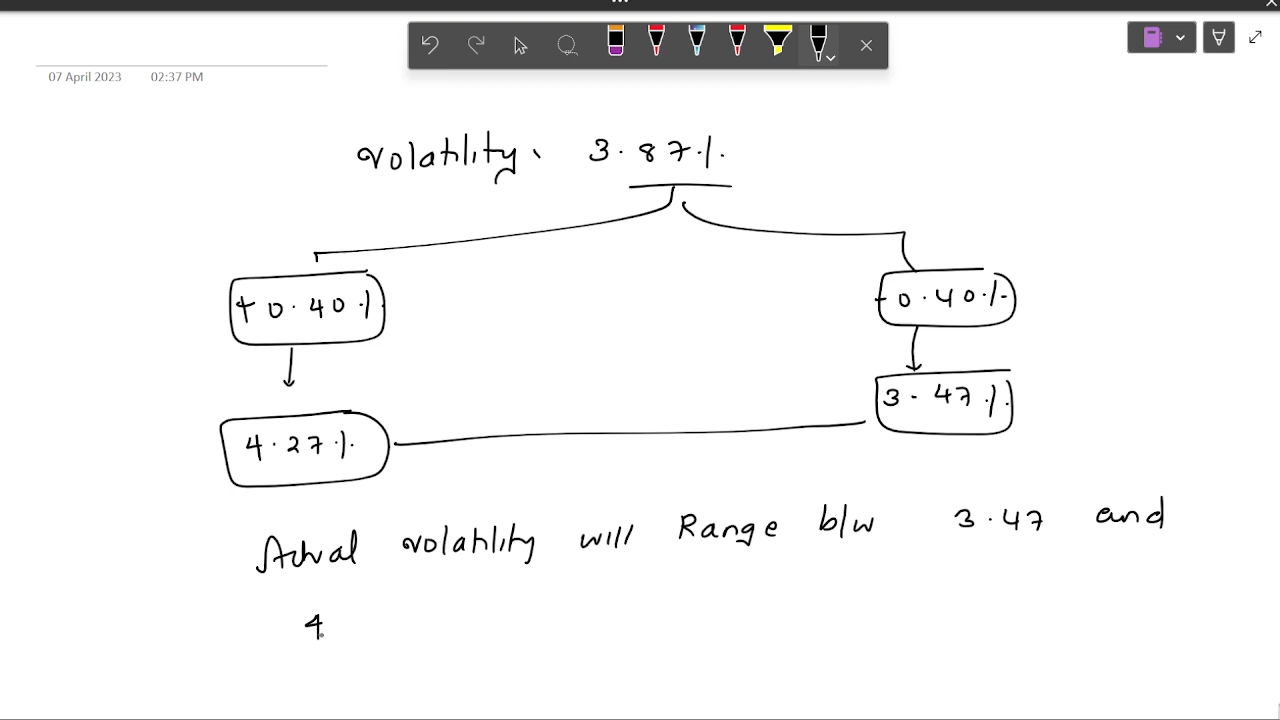 07 April 2023 02:37 PM
volatility: 3.87%
+0.40% -0.40%
3.47%
4.27%
Actual volatility will Range b/w 3.47 and
4.